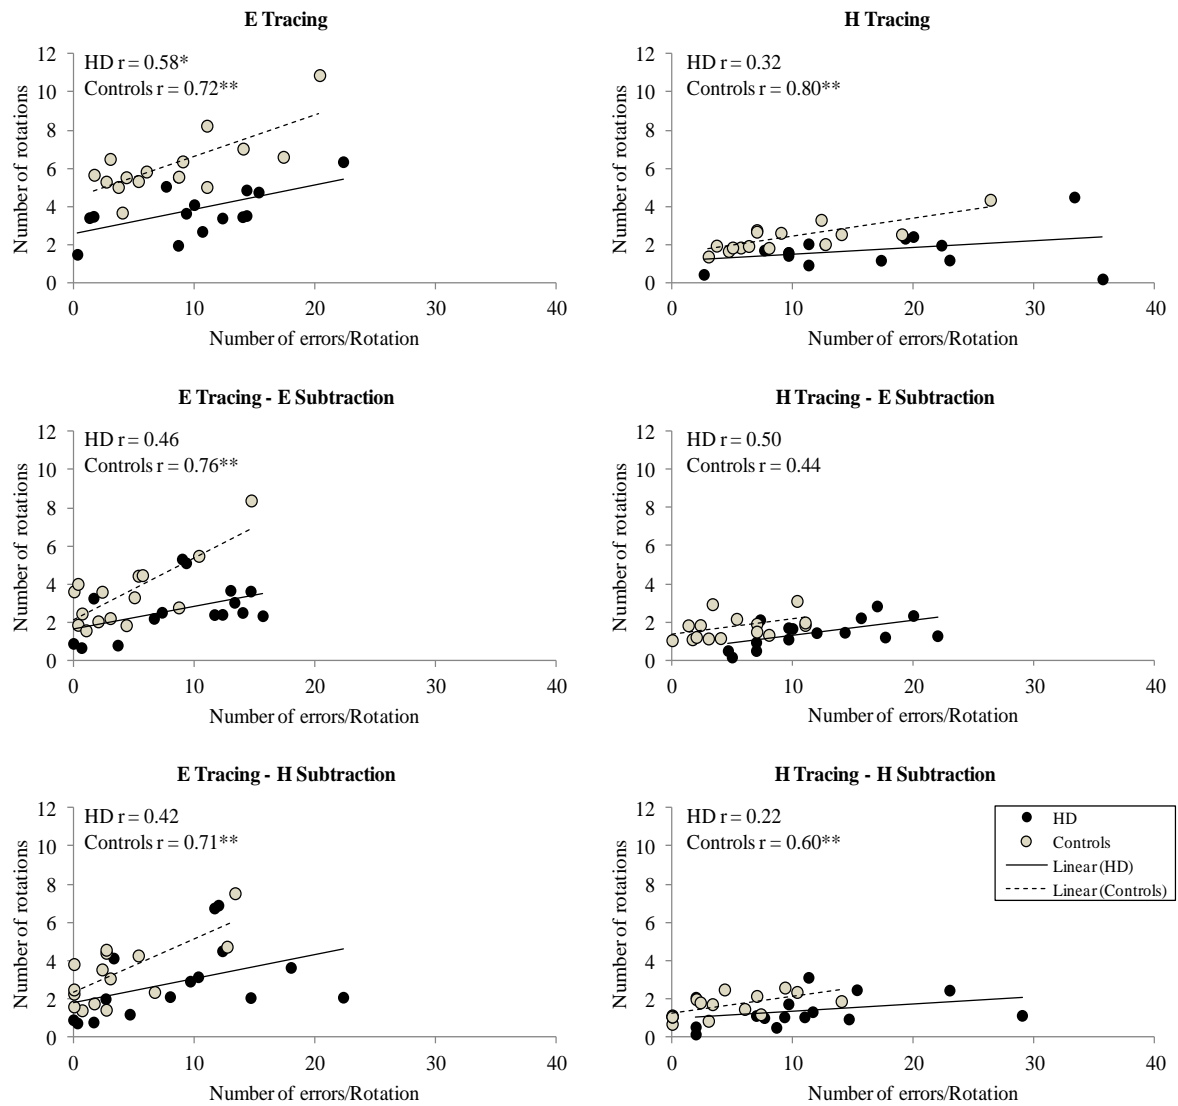 E Tracing
HD r = 0.58*
Controls r = 0.72**
12
10
8
6
4
2
0
Number of rotations
0 10 20 30 40
Number of errors/Rotation
H Tracing
HD r = 0.32
Controls r = 0.80**
12
10
8
6
4
2
0
Number of rotations
0 10 20 30 40
Number of errors/Rotation
E Tracing - E Subtraction
HD r = 0.46
Controls r = 0.76**
12
10
8
6
4
2
0
Number of rotations
0 10 20 30 40
Number of errors/Rotation
H Tracing - E Subtraction
HD r = 0.50
Controls r = 0.44
12
10
8
6
4
2
0
Number of rotations
0 10 20 30 40
Number of errors/Rotation
E Tracing - H Subtraction
HD r = 0.42
Controls r = 0.71**
12
10
8
6
4
2
0
Number of rotations
0 10 20 30 40
Number of errors/Rotation
H Tracing - H Subtraction
HD r = 0.22
Controls r = 0.60**
12
10
8
6
4
2
0
Number of rotations
0 10 20 30 40
Number of errors/Rotation
HD
Controls
Linear (HD)
Linear (Controls)